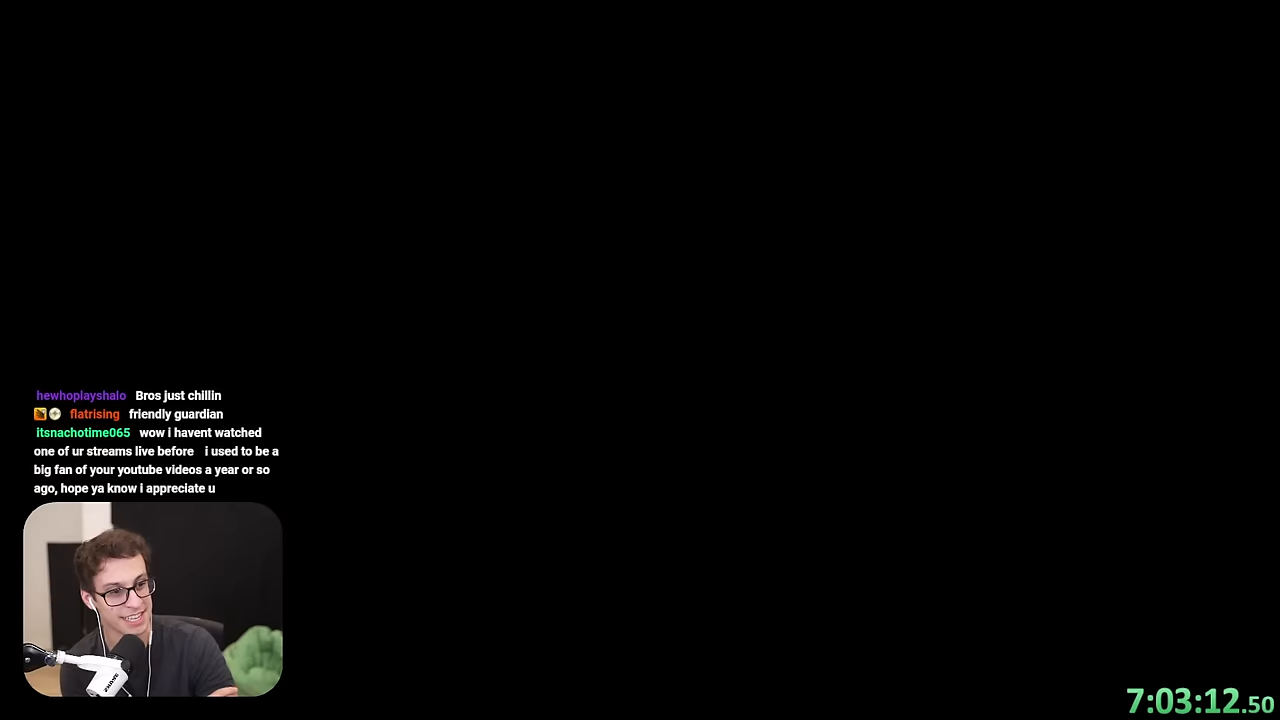 hewhoplayshalo Bros just chillin
flatrising friendly guardian
itsnachotime065 wow i havent watched
one of ur streams live before i used to be a
big fan of your youtube videos a year or so
ago, hope ya know i appreciate u
7:03:12.50